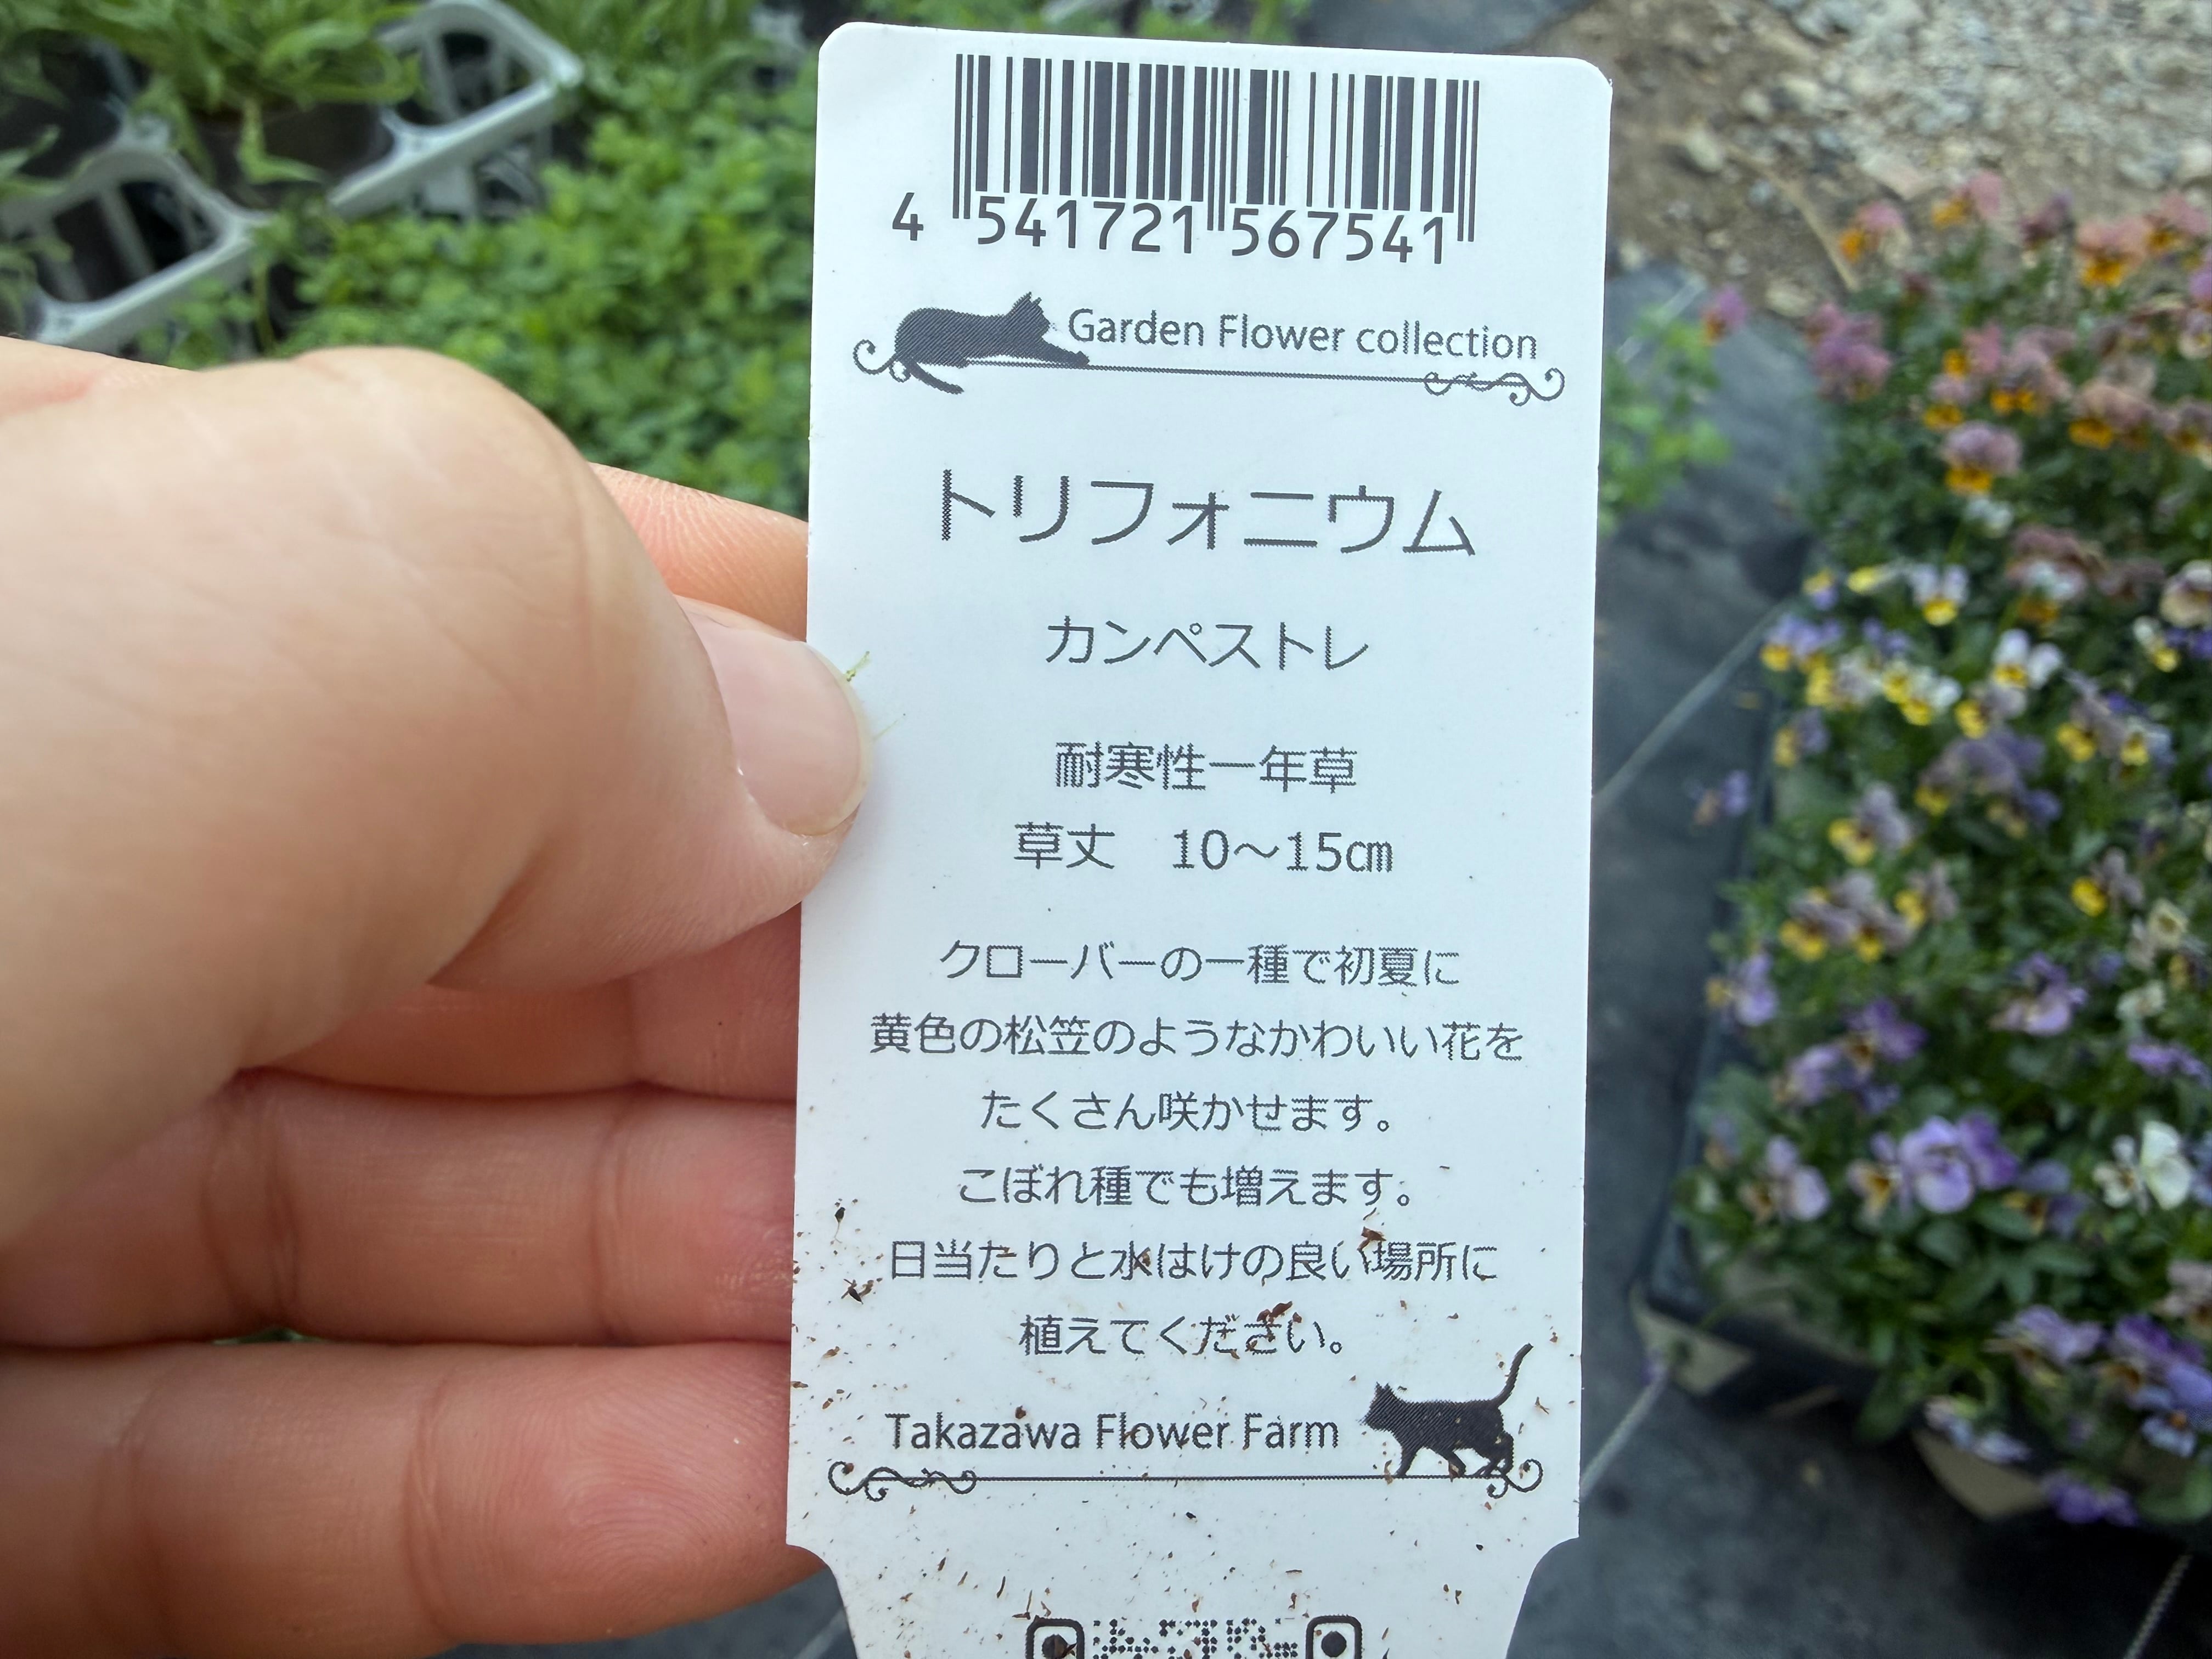 4 541721 567541
Garden Flower collection
トリフォニウム
カンペストレ
耐寒性一年草
草丈　10～15㎝
クローバーの一種で初夏に
黄色の松笠のようなかわいい花を
たくさん咲かせます。
こぼれ種でも増えます。
日当たりと水はけの良い場所に
植えてください。
Takazawa Flower Farm